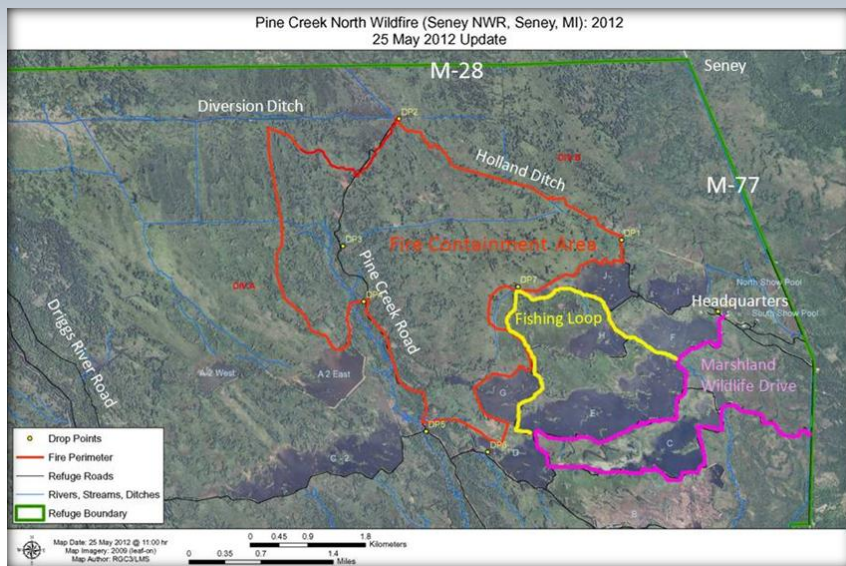 Pine Creek North Wildfire (Seney NWR, Seney, MI): 2012
25 May 2012 Update
M-28
Seney
Diversion Ditch
DP2
Holland Ditch
DIV B
M-77
DP1
DP3
Fire Containment Area
Pine Creek Road
DIV A
DP7
J
North Show Pool
Headquarters
South Show Pool
Fishing Loop
H
F
Driggs River Road
Marshland
Wildlife Drive
A 2 West
A 2 East
G
E
DP5
DP6
D
C
C - 2
B
Drop Points
Fire Perimeter
Refuge Roads
Rivers, Streams, Ditches
Refuge Boundary
Map Date: 25 May 2012 @ 11:00 hr
Map Imagery: 2009 (leaf-on)
Map Author: RGC3/LMS
0 0.45 0.9 1.8
Kilometers
0 0.35 0.7 1.4
Miles